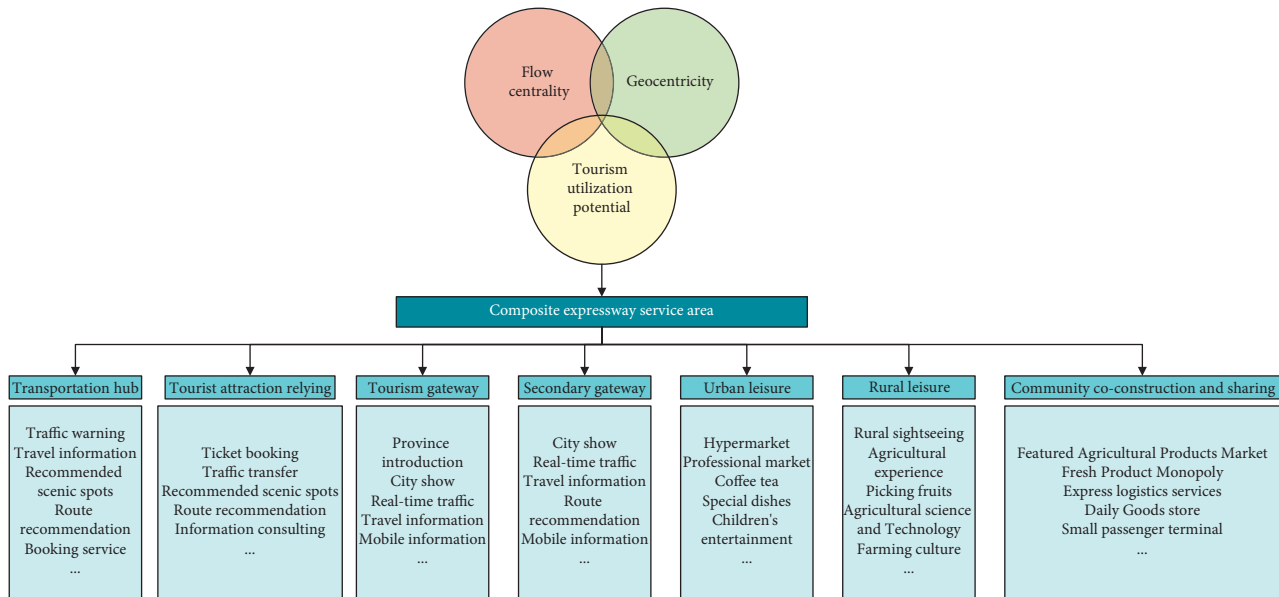 Flow
centrality
Geocentricity
Tourism
utilization
potential
Composite expressway service area
Transportation hub
Traffic warning
Travel information
Recommended
scenic spots
Route
recommendation
Booking service
...
Tourist attraction relying
Ticket booking
Traffic transfer
Recommended scenic spots
Route recommendation
Information consulting
...
Tourism gateway
Province
introduction
City show
Real-time traffic
Travel information
Mobile information
...
Secondary gateway
City show
Real-time traffic
Travel information
Route
recommendation
Mobile information
...
Urban leisure
Hypermarket
Professional market
Coffee tea
Special dishes
Children's
entertainment
...
Rural leisure
Rural sightseeing
Agricultural
experience
Picking fruits
Agricultural science
and Technology
Farming culture
...
Community co-construction and sharing
Featured Agricultural Products Market
Fresh Product Monopoly
Express logistics services
Daily Goods store
Small passenger terminal
...